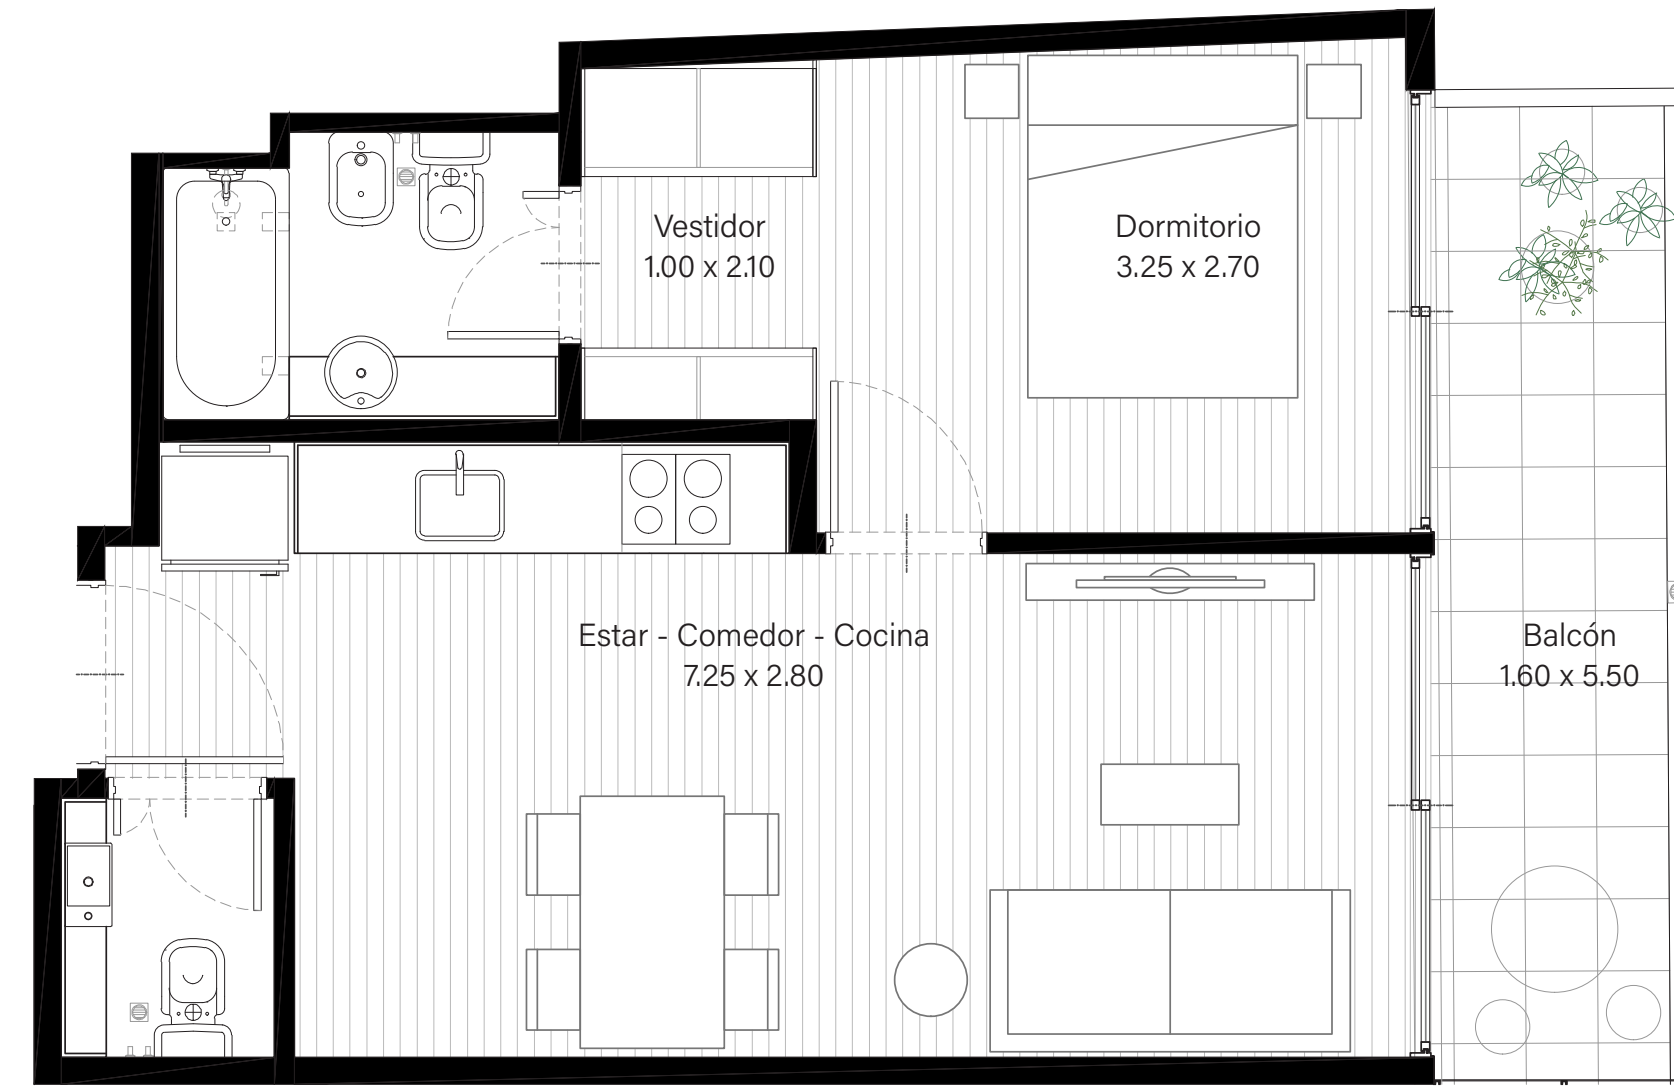 Vestidor
1.00 x 2.10
Dormitorio
3.25 x 2.70
Estar - Comedor - Cocina
7.25 x 2.80
Balcón
1.60 x 5.50